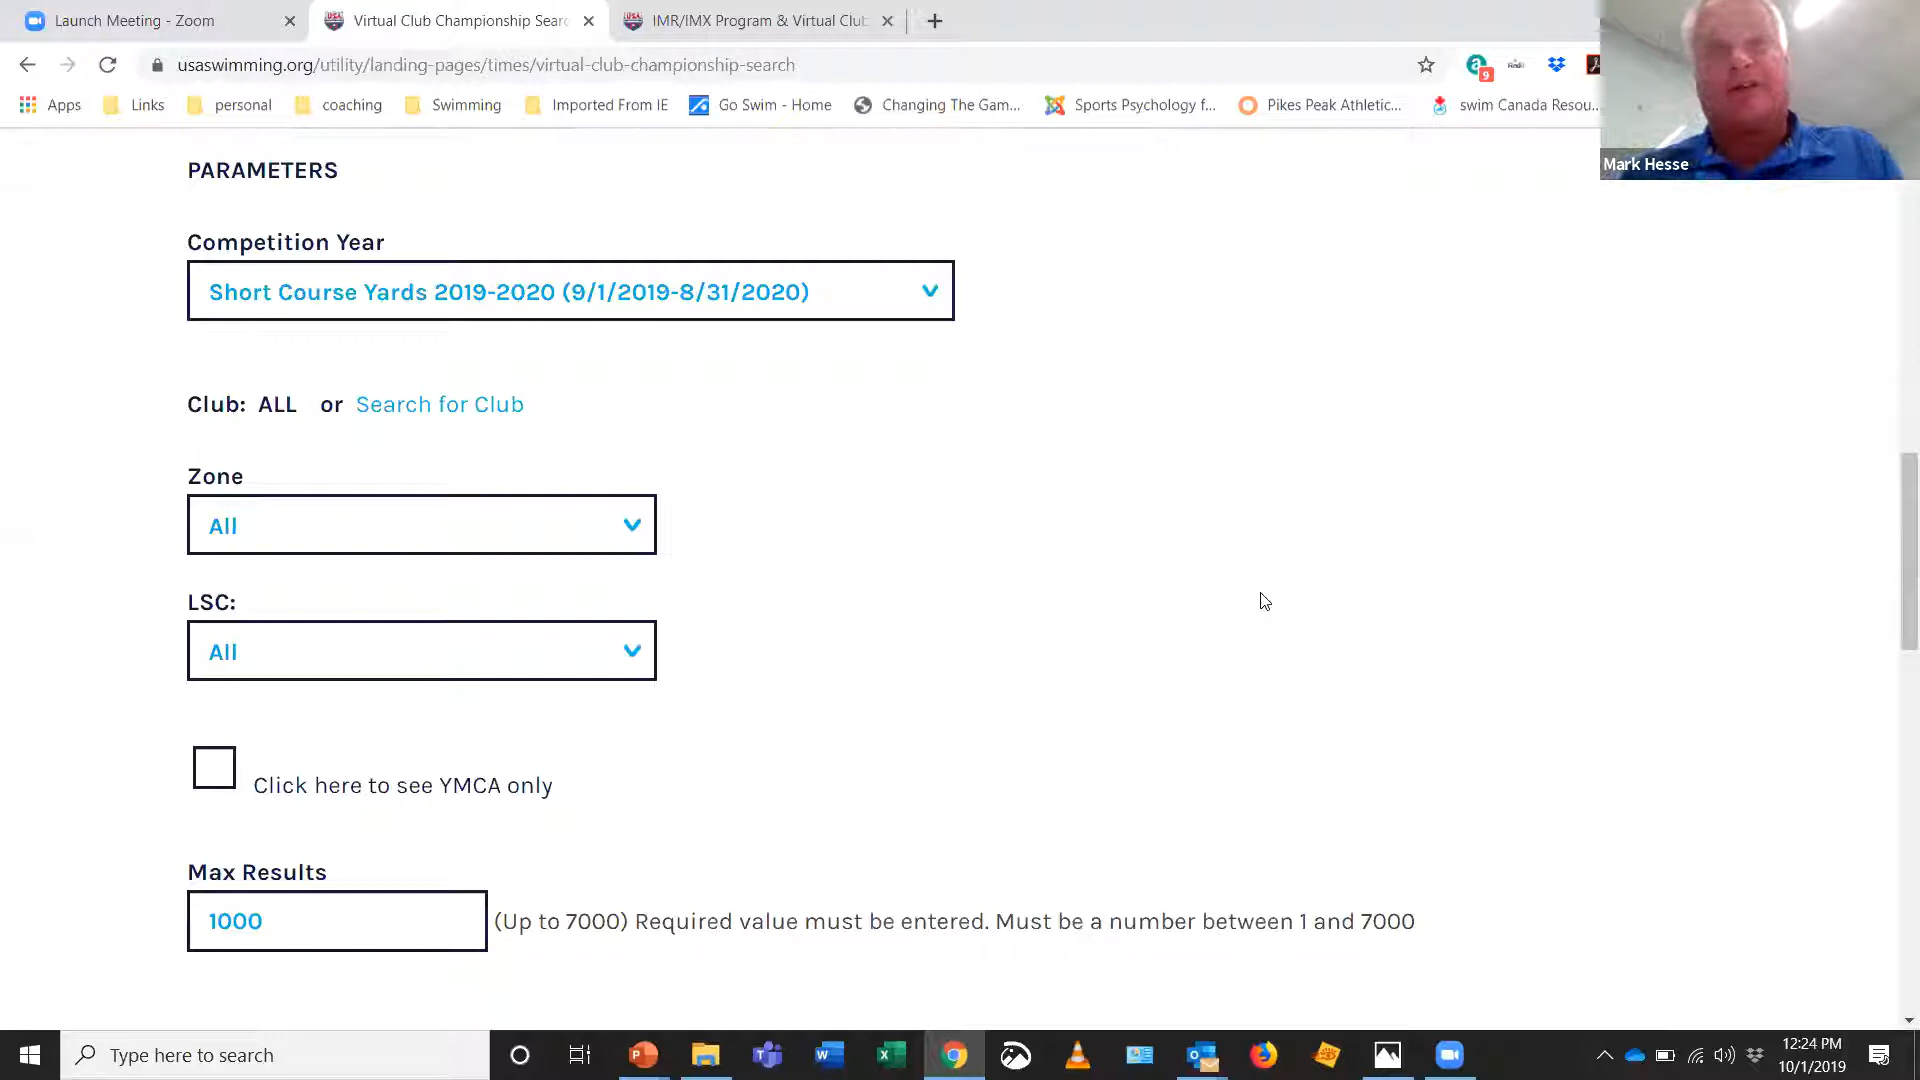 Launch Meeting - Zoom
Virtual Club Championship Sear
IMR/IMX Program & Virtual Club
usaswimming.org/utility/landing-pages/times/virtual-club-championship-search
9
Apps
Links
personal
coaching
Swimming
Imported From IE
Go Swim - Home
Changing The Gam...
Sports Psychology f...
Pikes Peak Athletic...
swim Canada Resou...
Mark Hesse
PARAMETERS
Competition Year
Short Course Yards 2019-2020 (9/1/2019-8/31/2020)
Club: ALL or Search for Club
Zone
All
LSC:
All
Click here to see YMCA only
Max Results
1000
(Up to 7000) Required value must be entered. Must be a number between 1 and 7000
Type here to search
12:24 PM
10/1/2019